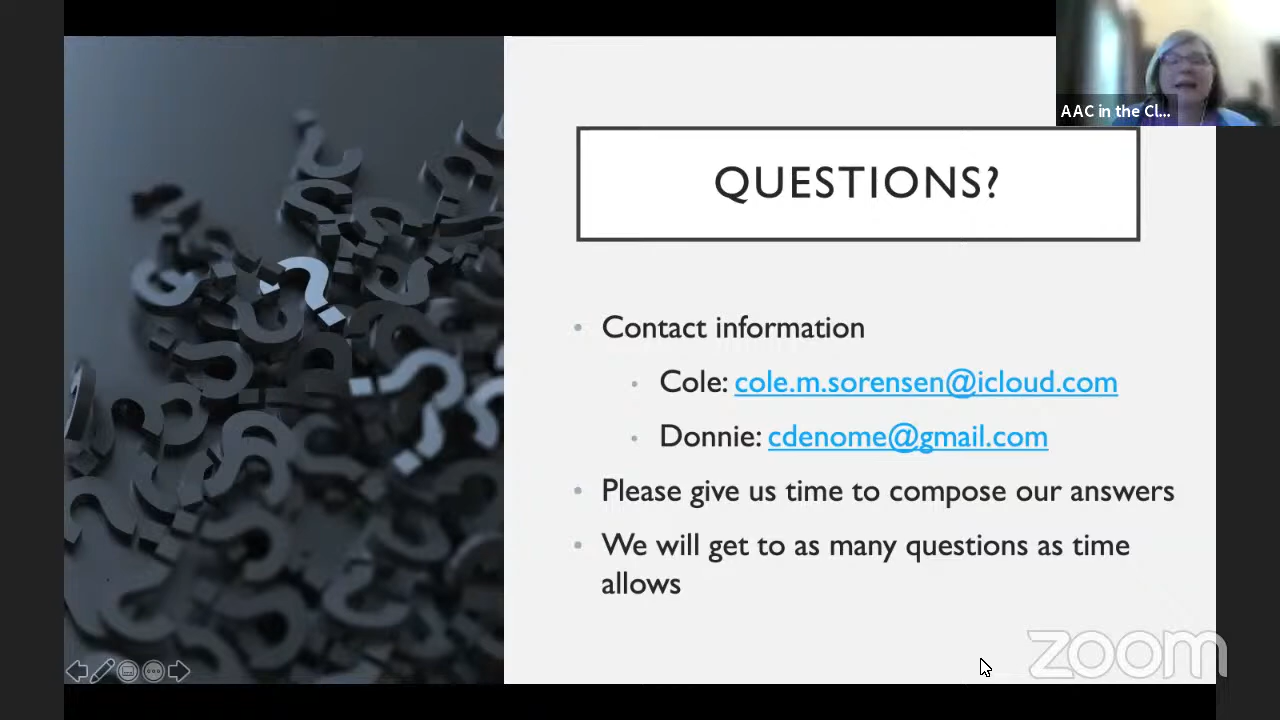 AAC in the Cl...
QUESTIONS?
Contact information
Cole: cole.m.sorensen@icloud.com
Donnie: cdenome@gmail.com
Please give us time to compose our answers
We will get to as many questions as time
allows
zoom